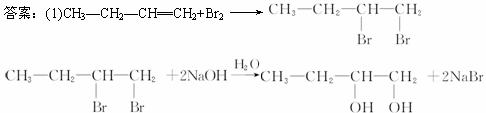 答案：(1)CH₃—CH₂—CH═CH₂+Br₂ ⟶ CH₃—CH₂—CH—CH₂
Br Br
CH₃—CH₂—CH—CH₂ +2NaOH H₂O⟶ CH₃—CH₂—CH—CH₂ +2NaBr
Br Br OH OH